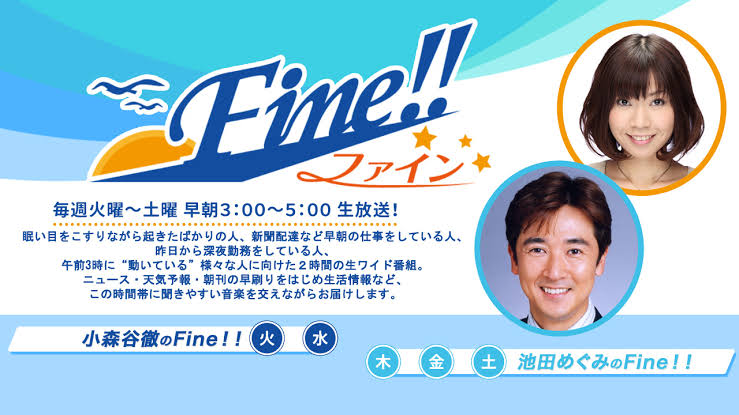 Fine!!
ファイン
毎週火曜～土曜 早朝3:00～5:00 生放送!
眠い目をこすりながら起きたばかりの人、新聞配達など早朝の仕事をしている人、
昨日から深夜勤務をしている人、
午前3時に“動いている”様々な人に向けた2時間の生ワイド番組。
ニュース・天気予報・朝刊の早刷りをはじめ生活情報など、
この時間帯に聞きやすい音楽を交えながらお届けします。
小森谷徹のFine!! 火 水
木 金 土 池田めぐみのFine!!